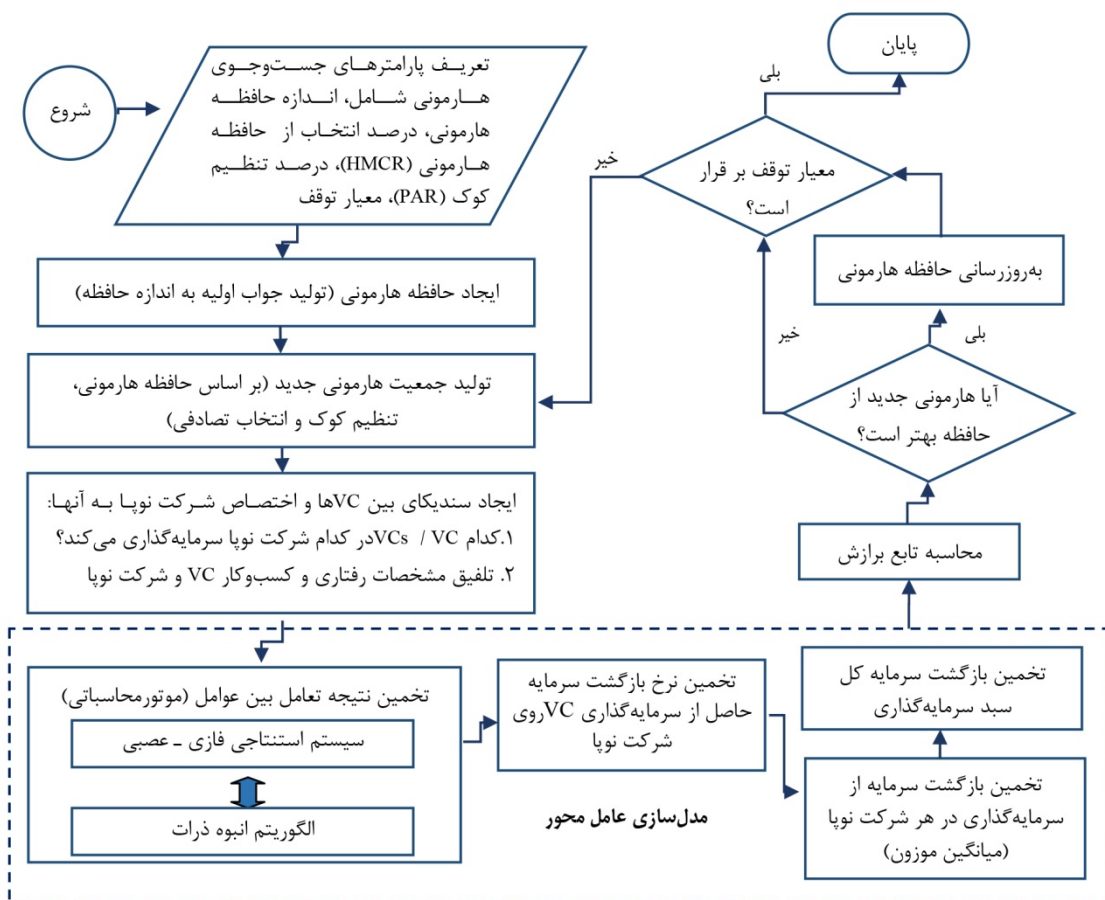 شروع
تعریف پارامترهای جست‌وجوی
هارمونی شامل، اندازه حافظه
هارمونی، درصد انتخاب از حافظه
هارمونی (HMCR)، درصد تنظیم
کوک (PAR)، معیار توقف
ایجاد حافظه هارمونی (تولید جواب اولیه به اندازه حافظه)
تولید جمعیت هارمونی جدید (بر اساس حافظه هارمونی،
تنظیم کوک و انتخاب تصادفی)
ایجاد سندیکای بین VCها و اختصاص شرکت نوپا به آنها:
۱.کدام VCs / VCدر کدام شرکت نوپا سرمایه‌گذاری می‌کند؟
۲. تلفیق مشخصات رفتاری و کسب‌وکار VC و شرکت نوپا
تخمین نتیجه تعامل بین عوامل (موتورمحاسباتی)
سیستم استنتاجی فازی ـ عصبی
الگوریتم انبوه ذرات
تخمین نرخ بازگشت سرمایه
حاصل از سرمایه‌گذاری VCروی
شرکت نوپا
مدل‌سازی عامل محور
تخمین بازگشت سرمایه از
سرمایه‌گذاری در هر شرکت نوپا
(میانگین موزون)
تخمین بازگشت سرمایه کل
سبد سرمایه‌گذاری
محاسبه تابع برازش
آیا هارمونی جدید از
حافظه بهتر است؟
بلی
خیر
به‌روزرسانی حافظه هارمونی
معیار توقف بر قرار
است؟
خیر
بلی
پایان